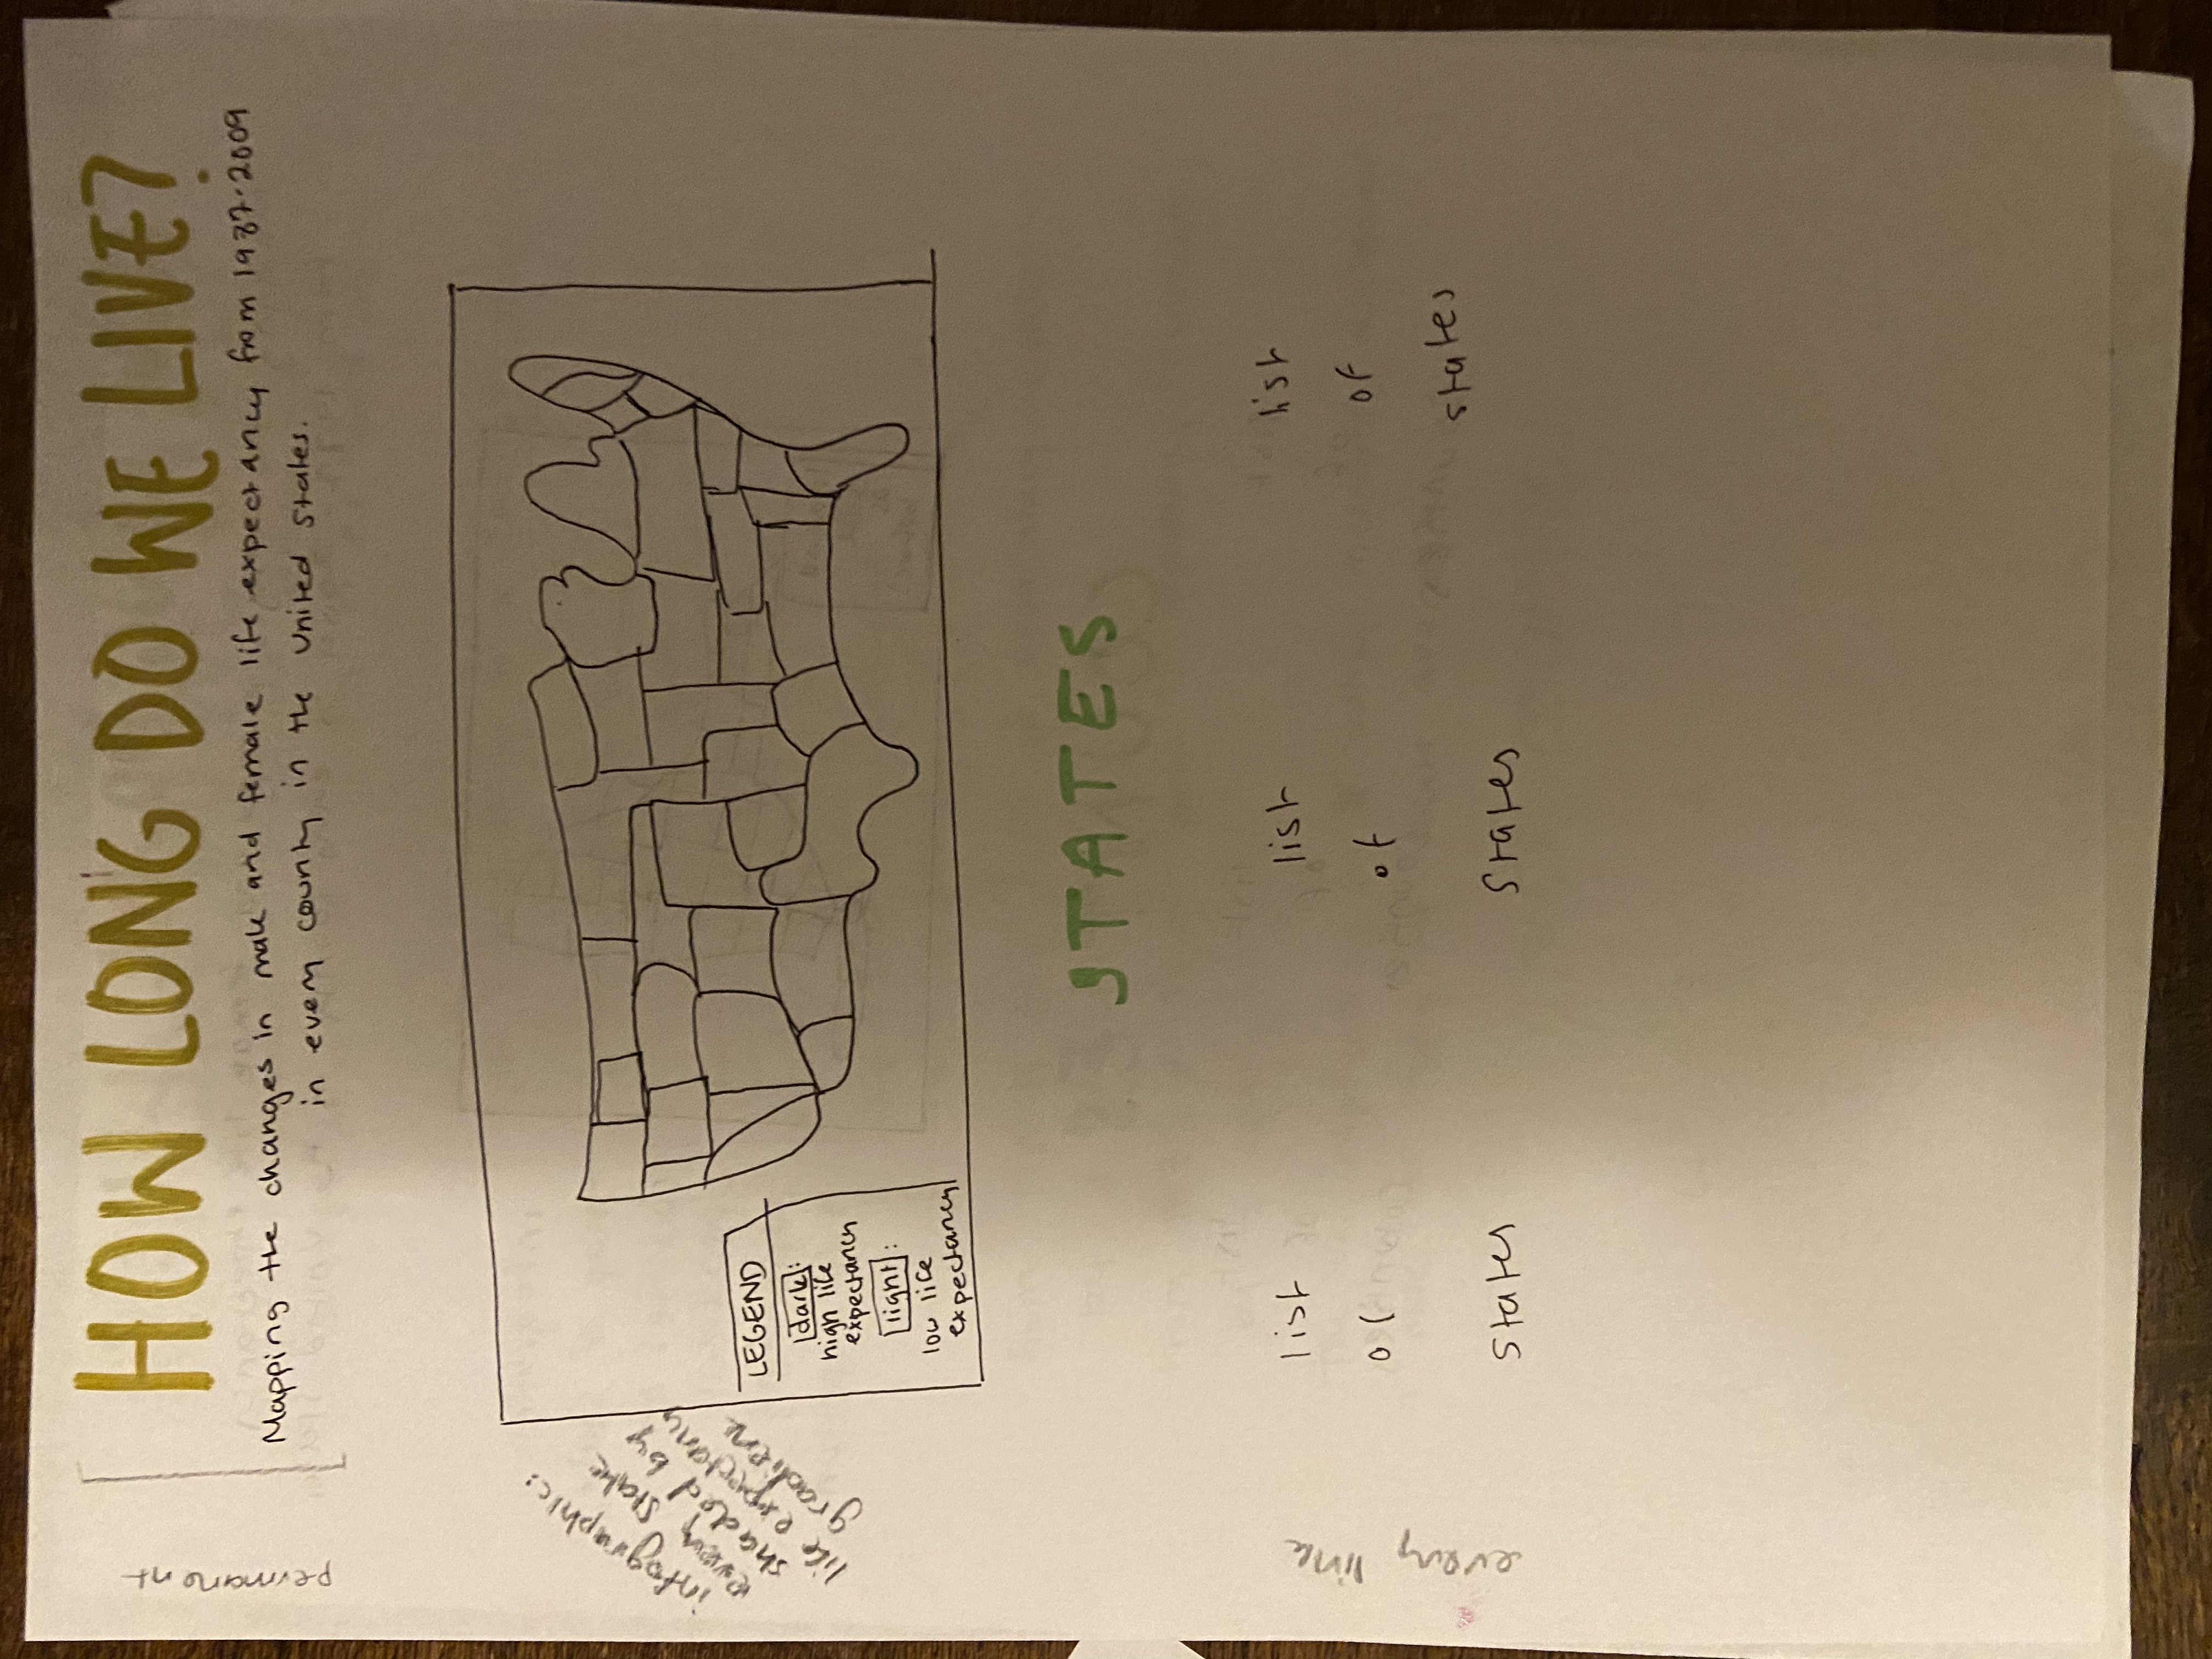 HOW LONG DO WE LIVE?
Mapping the changes in male and female life expectancy from 1987-2009
in every county in the United States.
permanent
infographic:
every state
shaded by
life expectancy
gradient
LEGEND
dark:
high life
expectancy
light:
low life
expectancy
STATES
every link
list
of
states
list
of
states
list
of
states